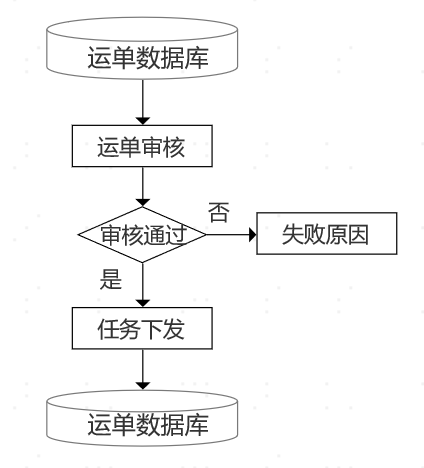 运单数据库
运单审核
审核通过
否
失败原因
是
任务下发
运单数据库